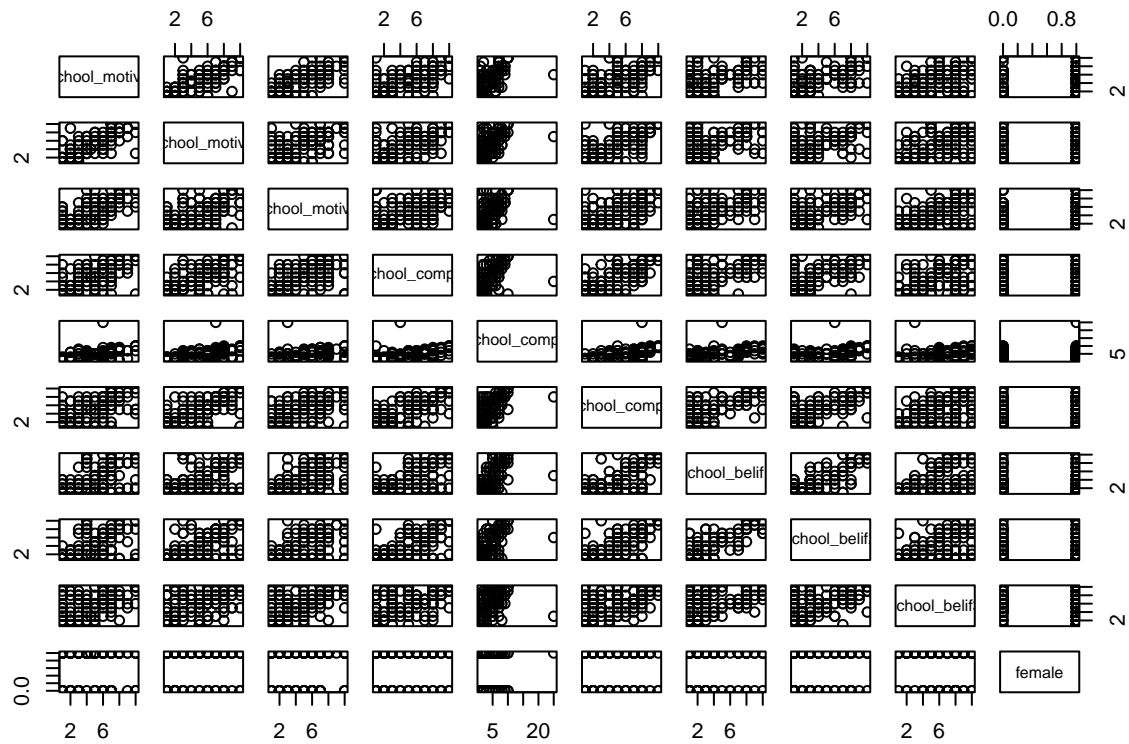 2 6 2 6 2 6 0.0 0.8
chool_motiv 2
2 chool_motiv
chool_motiv 2
2 chool_comp
chool_comp 5
2 chool_comp
chool_belif 2
2 chool_belif
chool_belif 2
0.0 female
2 6 5 20 2 6 2 6